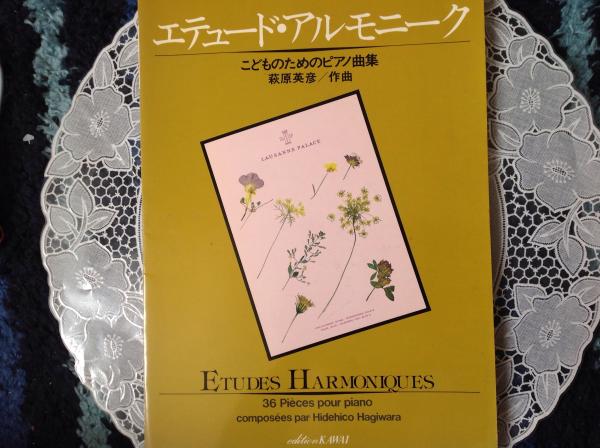 エテュード・アルモニーク
こどものためのピアノ曲集
萩原英彦/作曲
LAUSANNE PALACE
ETUDES HARMONIQUES
36 Pièces pour piano
composées par Hidehico Hagiwara
edition KAWAI